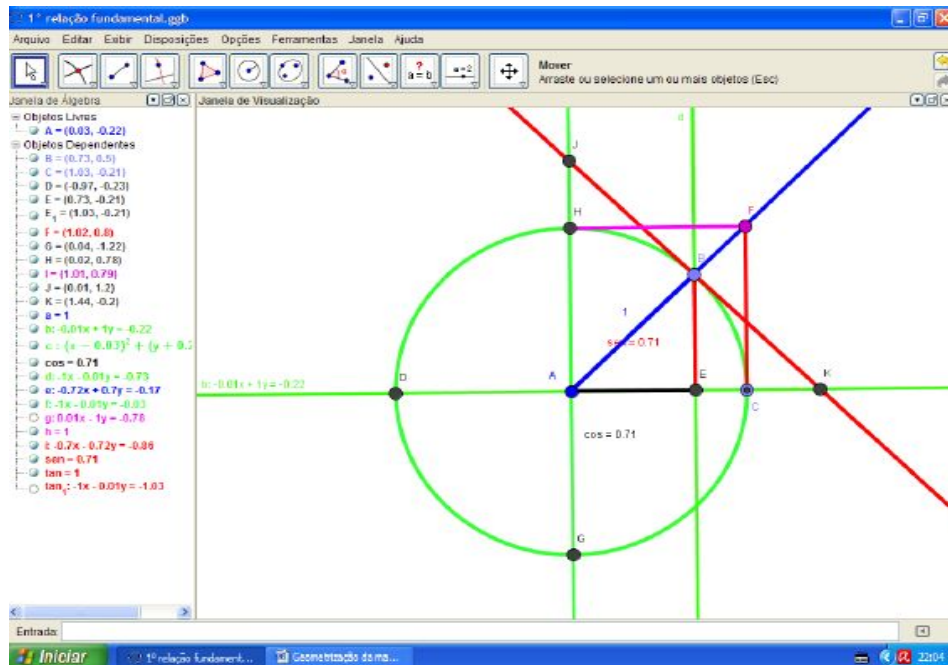 1° relação fundamental.ggb
Arquivo Editar Exibir Disposições Opções Ferramentas Janela Ajuda
Mover
Arraste ou selecione um ou mais objetos (Esc)
Janela de Álgebra
Janela de Visualização
Objetos Livres
A = (0.03, -0.22)
Objetos Dependentes
B = (0.73, 0.5)
C = (1.03, -0.21)
D = (-0.97, -0.23)
E = (0.73, -0.21)
E₁ = (1.03, -0.21)
F = (1.02, 0.8)
G = (0.04, -1.22)
H = (0.02, 0.78)
I = (1.01, 0.79)
J = (0.01, 1.2)
K = (1.44, -0.2)
a = 1
b: -0.01x + 1y = -0.22
c : (x - 0.03)² + (y + 0.2
cos = 0.71
d: -1x - 0.01y = -0.73
e: -0.72x + 0.7y = -0.17
f: -1x - 0.01y = -0.03
g: 0.01x - 1y = -0.78
h = 1
i: -0.7x - 0.72y = -0.86
sen = 0.71
tan = 1
tan₁: -1x - 0.01y = -1.03
d
J
H
F
B
1
sen = 0.71
b: -0.01x + 1y = -0.22
D
A
E
C
K
cos = 0.71
G
Entrada:
Iniciar
1° relação fundament...
Geometrização da ma...
22:04